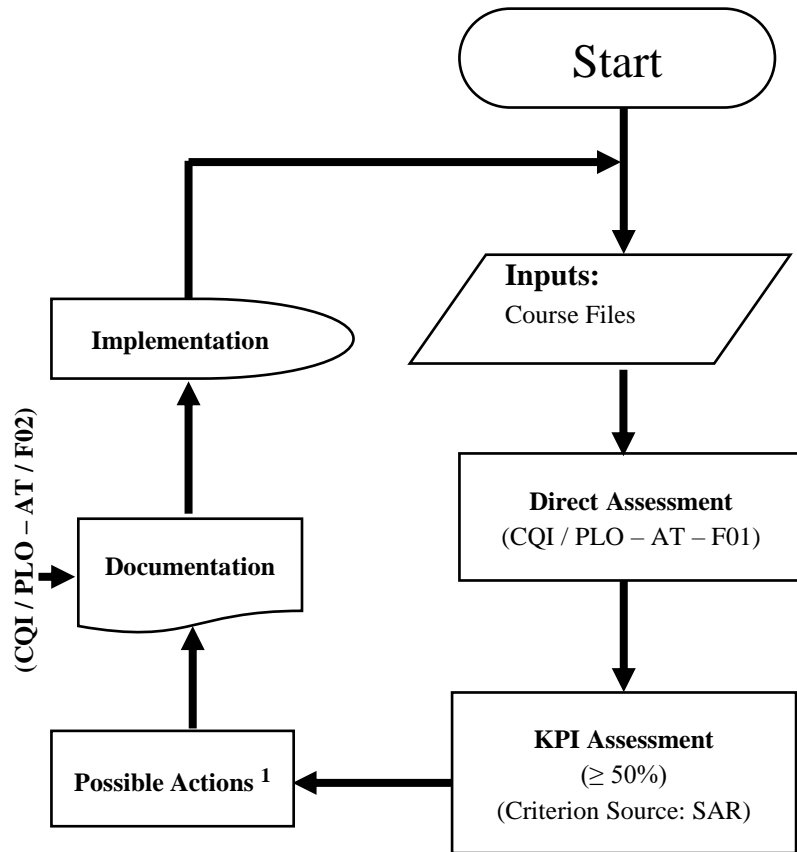 Start
Inputs:
Course Files
Direct Assessment
(CQI / PLO – AT – F01)
KPI Assessment
(≥ 50%)
(Criterion Source: SAR)
Possible Actions 1
Documentation
(CQI / PLO – AT / F02)
Implementation